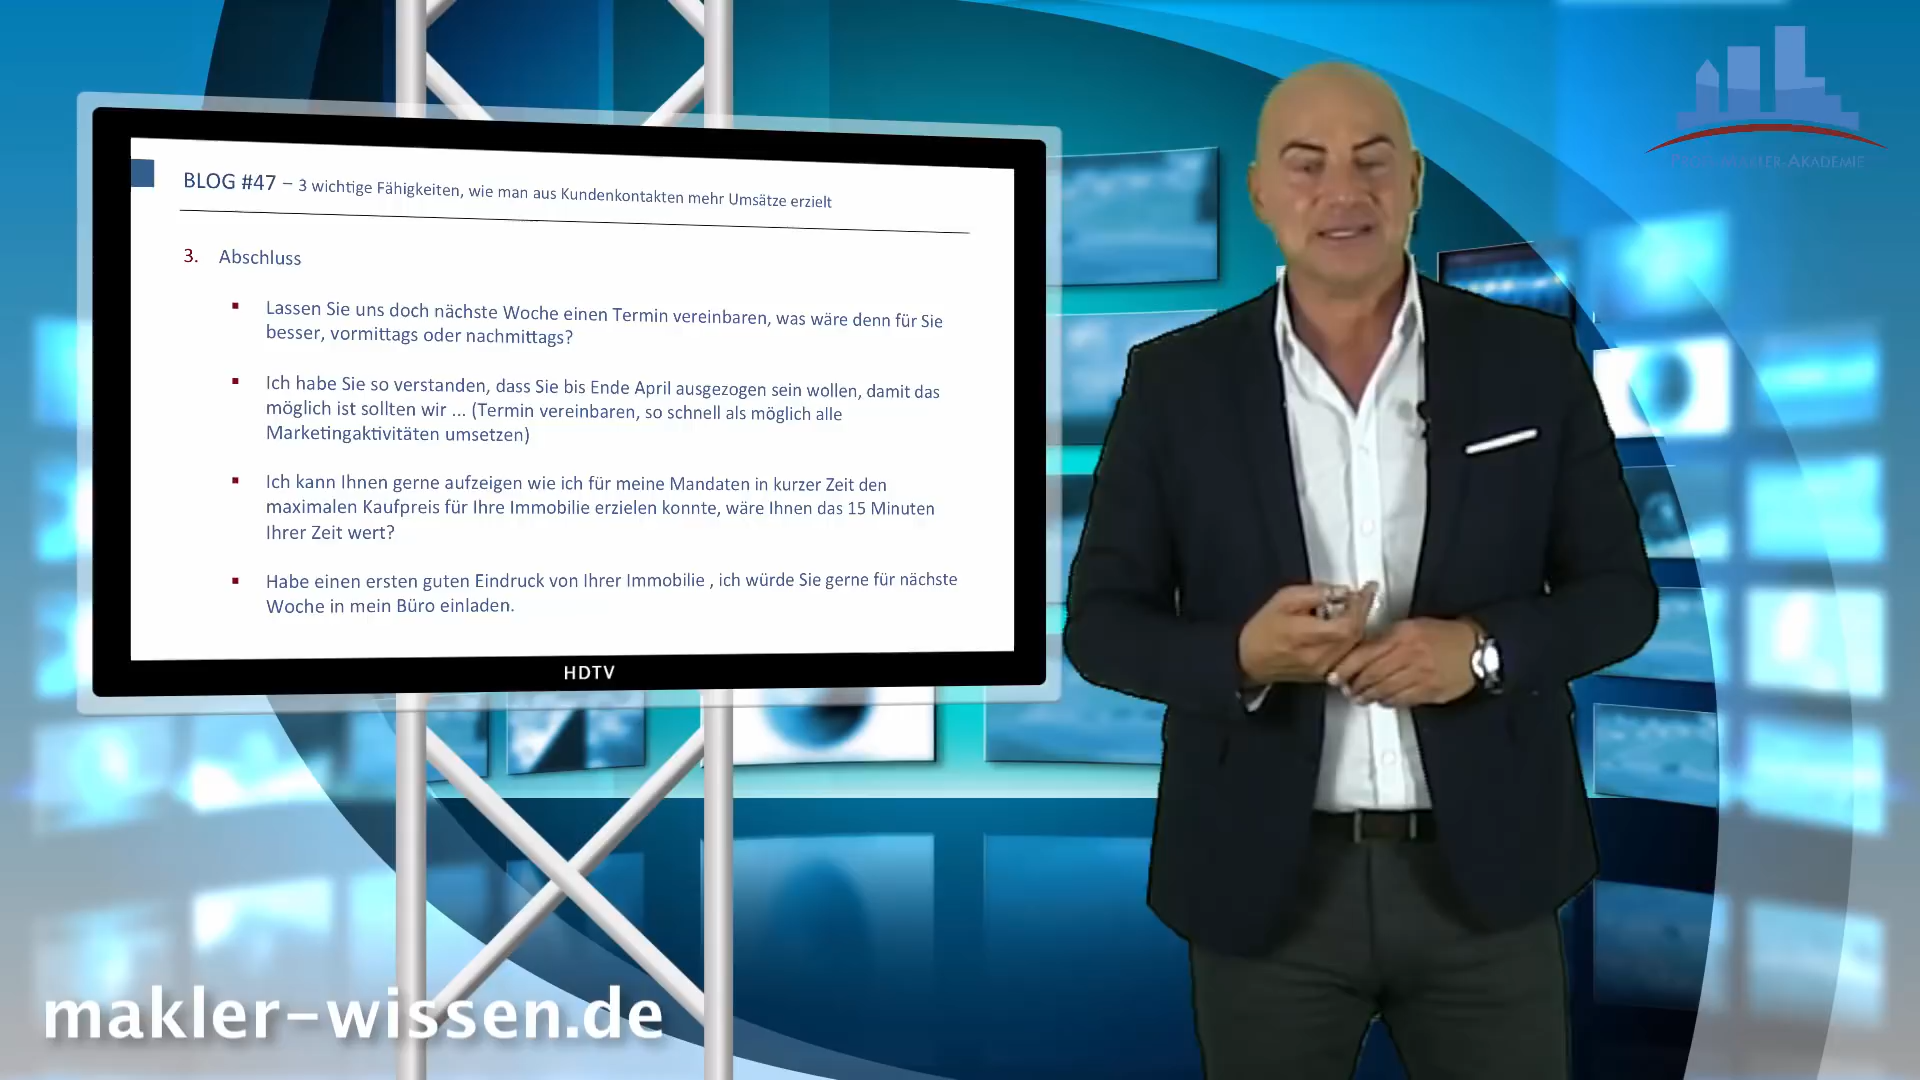 PROFI-MAKLER-AKADEMIE
BLOG #47 – 3 wichtige Fähigkeiten, wie man aus Kundenkontakten mehr Umsätze erzielt
3. Abschluss
▪ Lassen Sie uns doch nächste Woche einen Termin vereinbaren, was wäre denn für Sie
besser, vormittags oder nachmittags?
▪ Ich habe Sie so verstanden, dass Sie bis Ende April ausgezogen sein wollen, damit das
möglich ist sollten wir ... (Termin vereinbaren, so schnell als möglich alle
Marketingaktivitäten umsetzen)
▪ Ich kann Ihnen gerne aufzeigen wie ich für meine Mandaten in kurzer Zeit den
maximalen Kaufpreis für Ihre Immobilie erzielen konnte, wäre Ihnen das 15 Minuten
Ihrer Zeit wert?
▪ Habe einen ersten guten Eindruck von Ihrer Immobilie , ich würde Sie gerne für nächste
Woche in mein Büro einladen.
HDTV
makler-wissen.de